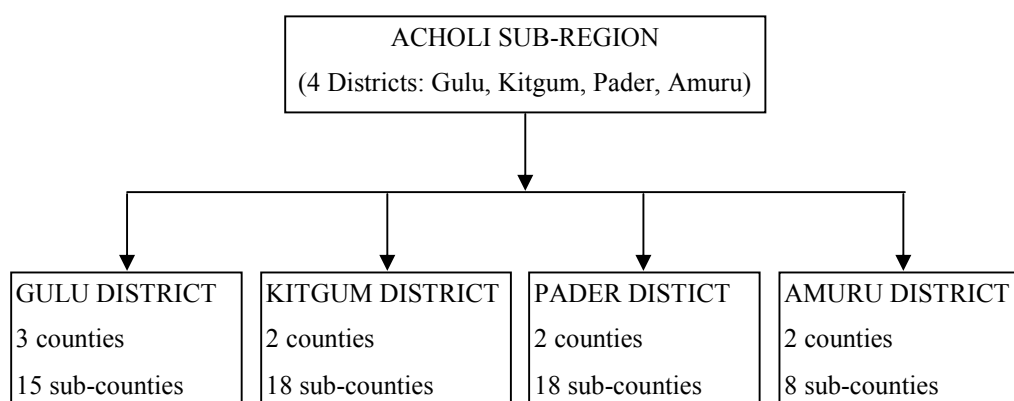 ACHOLI SUB-REGION
(4 Districts: Gulu, Kitgum, Pader, Amuru)
GULU DISTRICT
3 counties
15 sub-counties
KITGUM DISTRICT
2 counties
18 sub-counties
PADER DISTICT
2 counties
18 sub-counties
AMURU DISTRICT
2 counties
8 sub-counties